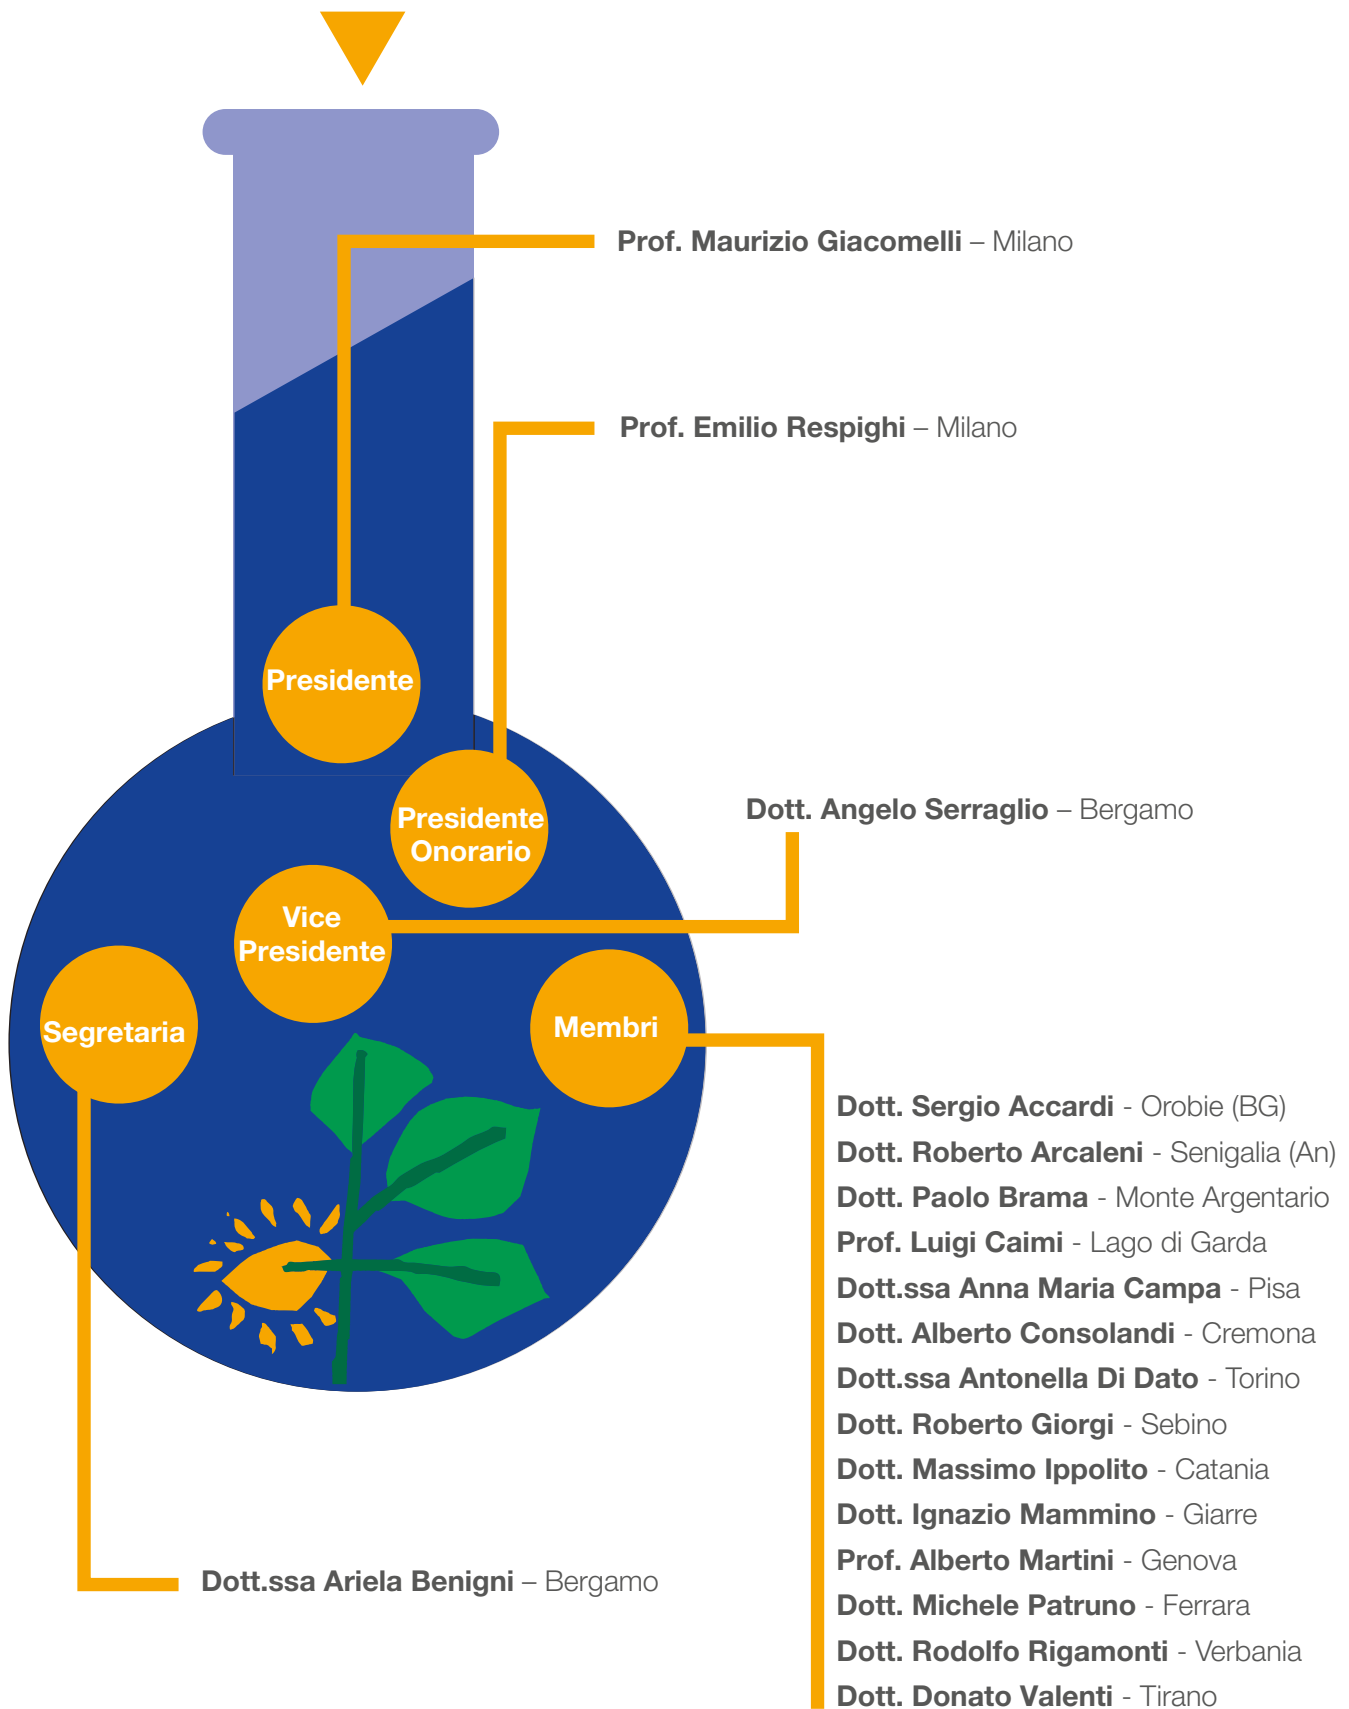 Prof. Maurizio Giacomelli – Milano
Prof. Emilio Respighi – Milano
Presidente
Presidente
Onorario
Dott. Angelo Serraglio – Bergamo
Vice
Presidente
Segretaria
Membri
Dott. Sergio Accardi - Orobie (BG)
Dott. Roberto Arcaleni - Senigalia (An)
Dott. Paolo Brama - Monte Argentario
Prof. Luigi Caimi - Lago di Garda
Dott.ssa Anna Maria Campa - Pisa
Dott. Alberto Consolandi - Cremona
Dott.ssa Antonella Di Dato - Torino
Dott. Roberto Giorgi - Sebino
Dott. Massimo Ippolito - Catania
Dott. Ignazio Mammino - Giarre
Prof. Alberto Martini - Genova
Dott. Michele Patruno - Ferrara
Dott. Rodolfo Rigamonti - Verbania
Dott. Donato Valenti - Tirano
Dott.ssa Ariela Benigni – Bergamo